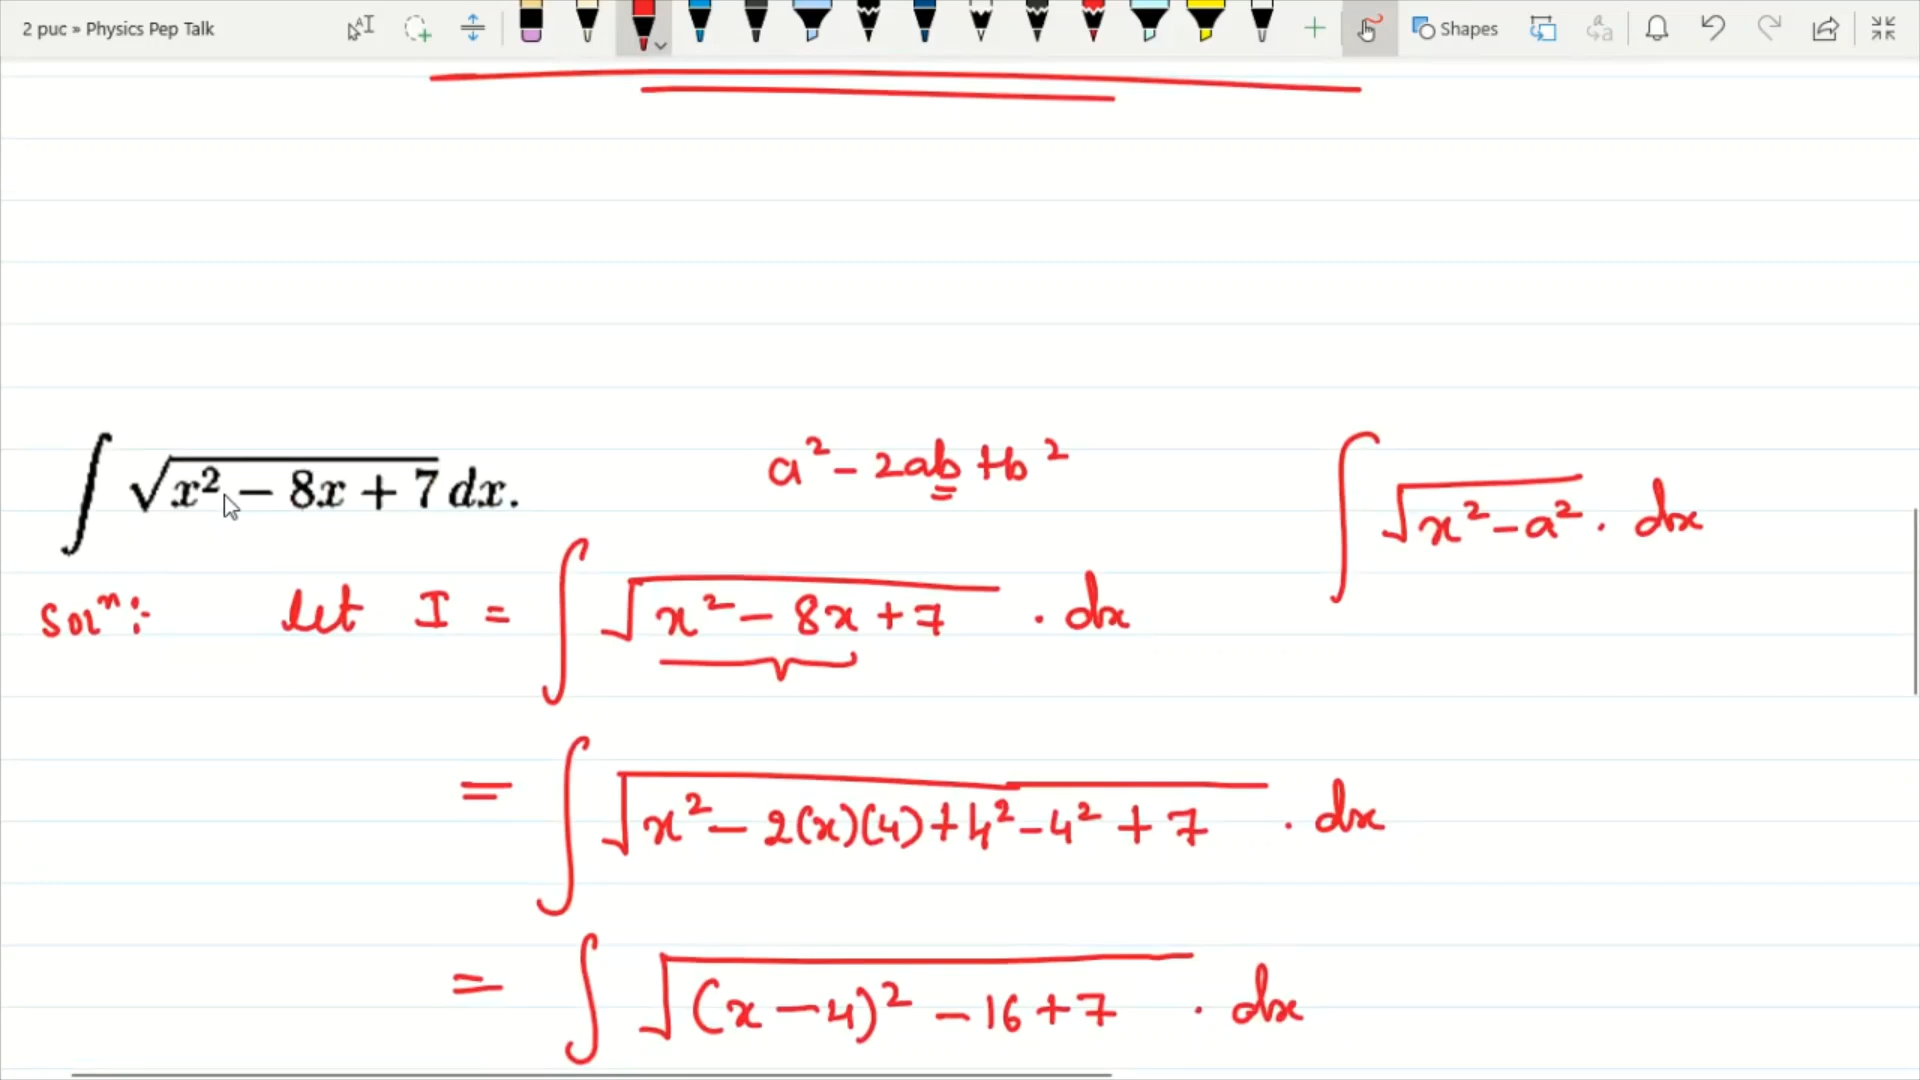 2 puc » Physics Pep Talk
Shapes
∫ √(x² − 8x + 7) dx.
a² − 2ab + b²
∫ √(x² − a²) . dx
Solⁿ: let I = ∫ √(x² − 8x + 7) . dx
= ∫ √(x² − 2(x)(4) + 4² − 4² + 7) . dx
= ∫ √((x − 4)² − 16 + 7) . dx